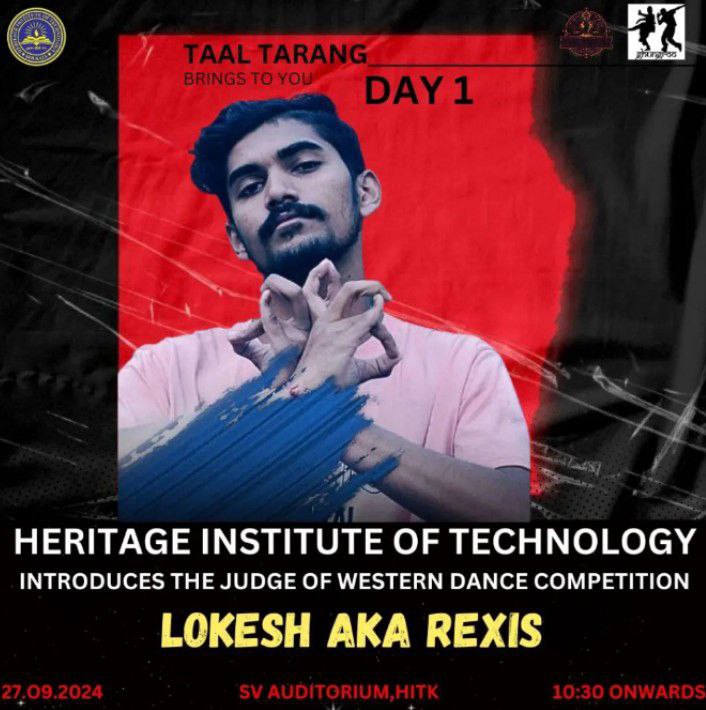 TAAL TARANG
BRINGS TO YOU
DAY 1
HERITAGE INSTITUTE OF TECHNOLOGY
INTRODUCES THE JUDGE OF WESTERN DANCE COMPETITION
LOKESH AKA REXIS
27.09.2024 SV AUDITORIUM,HITK 10:30 ONWARDS